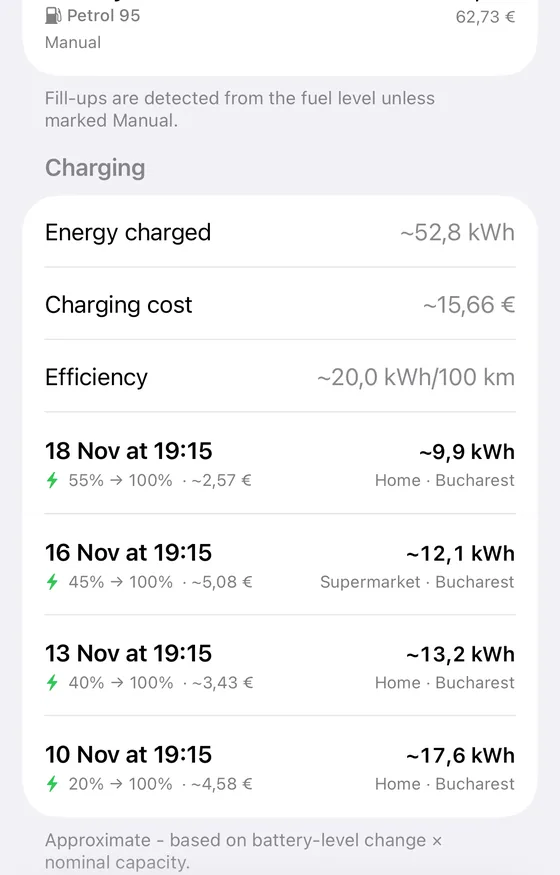 Petrol 95
62,73 €
Manual
Fill-ups are detected from the fuel level unless
marked Manual.
Charging
Energy charged
~52,8 kWh
Charging cost
~15,66 €
Efficiency
~20,0 kWh/100 km
18 Nov at 19:15
~9,9 kWh
55% → 100% · ~2,57 €
Home · Bucharest
16 Nov at 19:15
~12,1 kWh
45% → 100% · ~5,08 €
Supermarket · Bucharest
13 Nov at 19:15
~13,2 kWh
40% → 100% · ~3,43 €
Home · Bucharest
10 Nov at 19:15
~17,6 kWh
20% → 100% · ~4,58 €
Home · Bucharest
Approximate - based on battery-level change ×
nominal capacity.